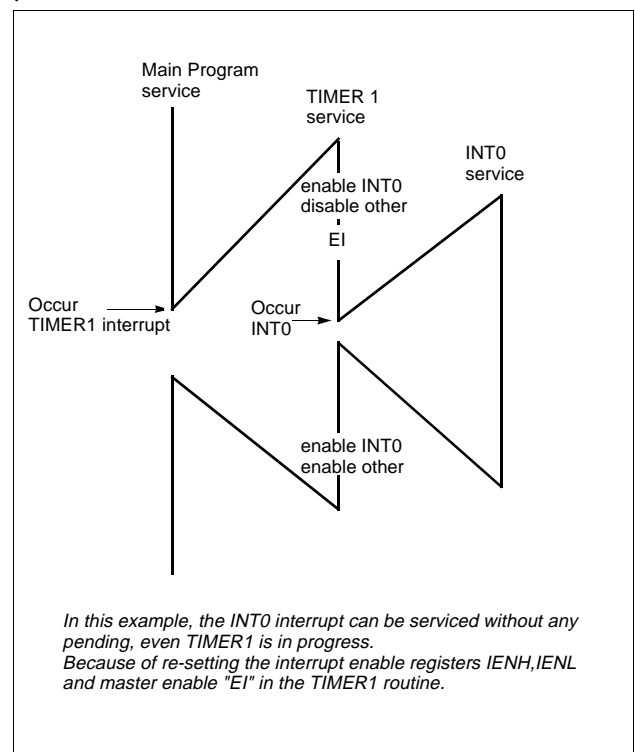 Main Program
service
TIMER 1
service
INT0
service
enable INT0
disable other
EI
Occur
TIMER1 interrupt
Occur
INT0
enable INT0
enable other
In this example, the INT0 interrupt can be serviced without any
pending, even TIMER1 is in progress.
Because of re-setting the interrupt enable registers IENH,IENL
and master enable "EI" in the TIMER1 routine.